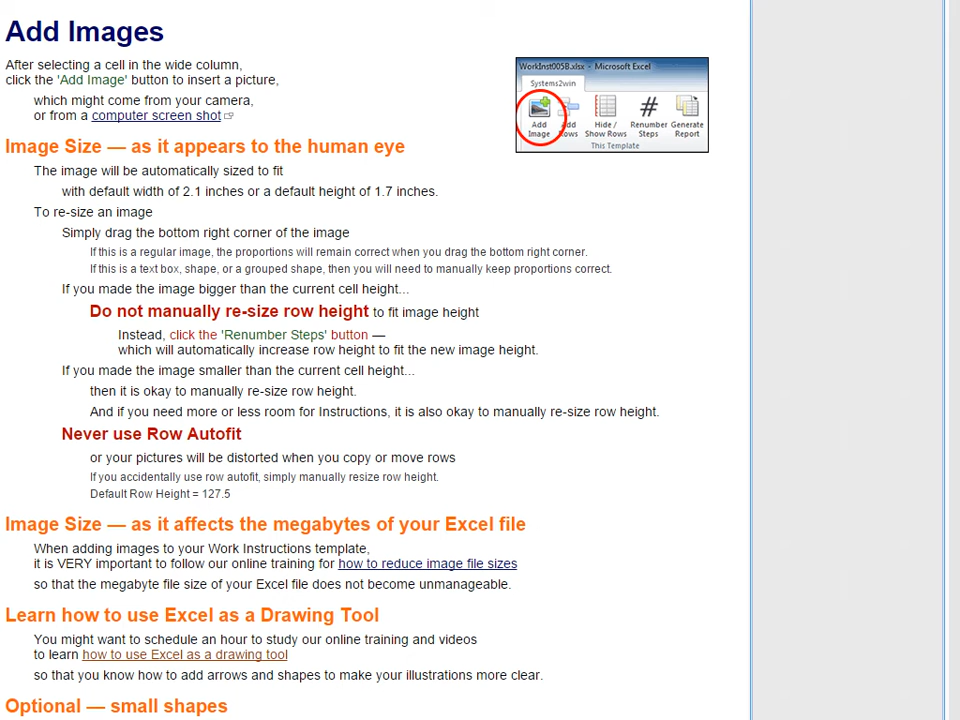 Add Images
After selecting a cell in the wide column,
click the 'Add Image' button to insert a picture,
which might come from your camera,
or from a computer screen shot
WorkInst005B.xlsx - Microsoft Excel
Systems2win
Add Image
Add Rows
Hide / Show Rows
Renumber Steps
Generate Report
This Template
Image Size — as it appears to the human eye
The image will be automatically sized to fit
with default width of 2.1 inches or a default height of 1.7 inches.
To re-size an image
Simply drag the bottom right corner of the image
If this is a regular image, the proportions will remain correct when you drag the bottom right corner.
If this is a text box, shape, or a grouped shape, then you will need to manually keep proportions correct.
If you made the image bigger than the current cell height...
Do not manually re-size row height to fit image height
Instead, click the 'Renumber Steps' button —
which will automatically increase row height to fit the new image height.
If you made the image smaller than the current cell height...
then it is okay to manually re-size row height.
And if you need more or less room for Instructions, it is also okay to manually re-size row height.
Never use Row Autofit
or your pictures will be distorted when you copy or move rows
If you accidentally use row autofit, simply manually resize row height.
Default Row Height = 127.5
Image Size — as it affects the megabytes of your Excel file
When adding images to your Work Instructions template,
it is VERY important to follow our online training for how to reduce image file sizes
so that the megabyte file size of your Excel file does not become unmanageable.
Learn how to use Excel as a Drawing Tool
You might want to schedule an hour to study our online training and videos
to learn how to use Excel as a drawing tool
so that you know how to add arrows and shapes to make your illustrations more clear.
Optional — small shapes